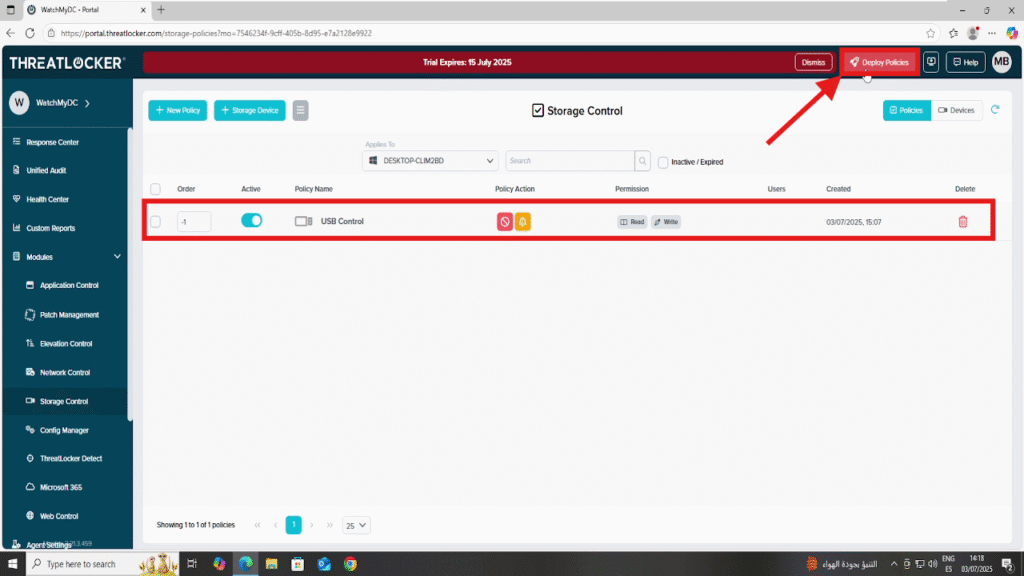 WatchMyDC - Portal
https://portal.threatlocker.com/storage-policies?mo=7546234f-9cff-405b-8d95-e7a2128e9922
THREATLOCKER
Trial Expires: 15 July 2025
Dismiss
Deploy Policies
Help
MB
W
WatchMyDC
+ New Policy
+ Storage Device
Storage Control
Policies
Devices
Applies To
DESKTOP-CLIM2BD
Search
Inactive / Expired
Order
Active
Policy Name
Policy Action
Permission
Users
Created
Delete
-1
USB Control
Read
Write
03/07/2025, 15:07
Response Center
Unified Audit
Health Center
Custom Reports
Modules
Application Control
Patch Management
Elevation Control
Network Control
Storage Control
Config Manager
ThreatLocker Detect
Microsoft 365
Web Control
Agent Settings
Showing 1 to 1 of 1 policies
1
25
Type here to search
التنبؤ بجودة الهواء
ENG
ES
14:18
03/07/2025
2